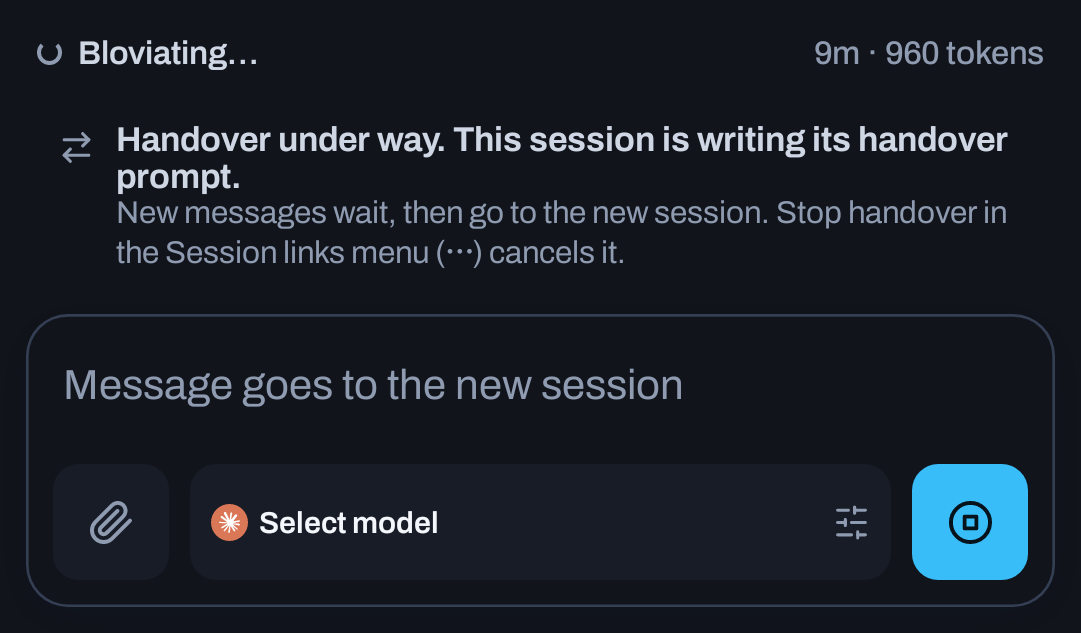 Bloviating...
9m · 960 tokens
Handover under way. This session is writing its handover
prompt.
New messages wait, then go to the new session. Stop handover in
the Session links menu (···) cancels it.
Message goes to the new session
Select model